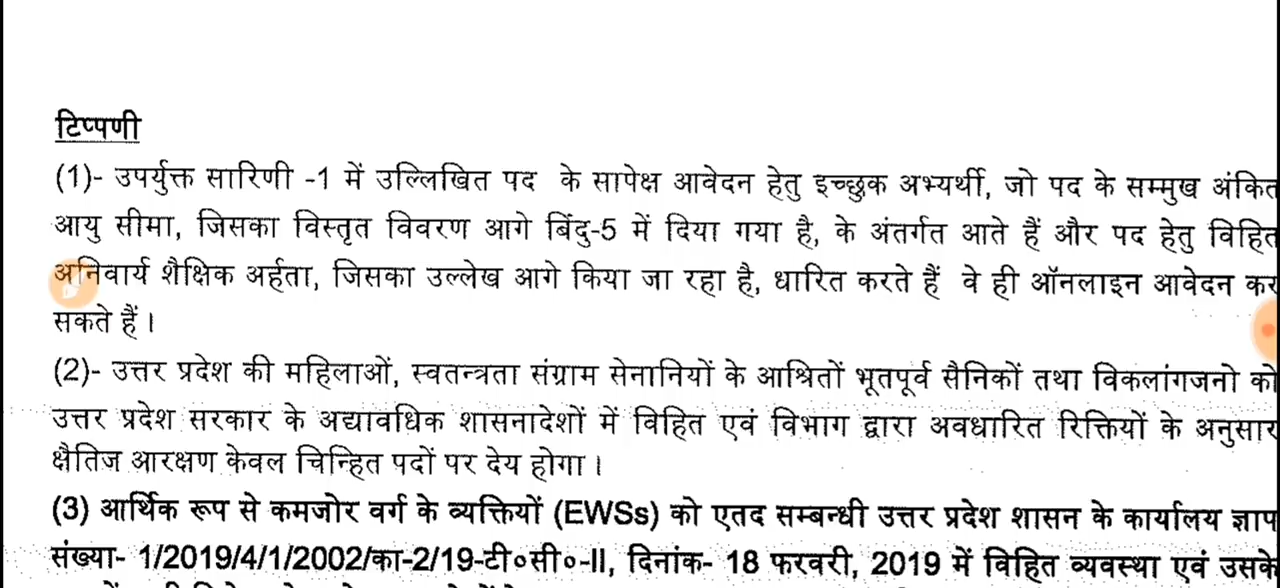 टिप्पणी
(1)- उपर्युक्त सारिणी -1 में उल्लिखित पद के सापेक्ष आवेदन हेतु इच्छुक अभ्यर्थी, जो पद के सम्मुख अंकित
आयु सीमा, जिसका विस्तृत विवरण आगे बिंदु-5 में दिया गया है, के अंतर्गत आते हैं और पद हेतु विहित
अनिवार्य शैक्षिक अर्हता, जिसका उल्लेख आगे किया जा रहा है, धारित करते हैं वे ही ऑनलाइन आवेदन कर
सकते हैं।
(2)- उत्तर प्रदेश की महिलाओं, स्वतन्त्रता संग्राम सेनानियों के आश्रितों भूतपूर्व सैनिकों तथा विकलांगजनो को
उत्तर प्रदेश सरकार के अद्यावधिक शासनादेशों में विहित एवं विभाग द्वारा अवधारित रिक्तियों के अनुसार
क्षैतिज आरक्षण केवल चिन्हित पदों पर देय होगा।
(3) आर्थिक रूप से कमजोर वर्ग के व्यक्तियों (EWSs) को एतद सम्बन्धी उत्तर प्रदेश शासन के कार्यालय ज्ञाप
संख्या- 1/2019/4/1/2002/का-2/19-टी०सी०-II, दिनांक- 18 फरवरी, 2019 में विहित व्यवस्था एवं उसके